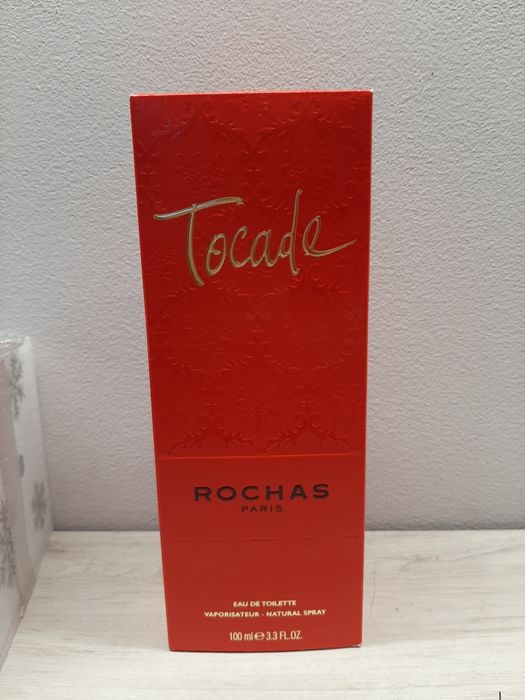 Tocade
ROCHAS
PARIS
EAU DE TOILETTE
VAPORISATEUR - NATURAL SPRAY
100 ml ℮ 3.3 FL.OZ.